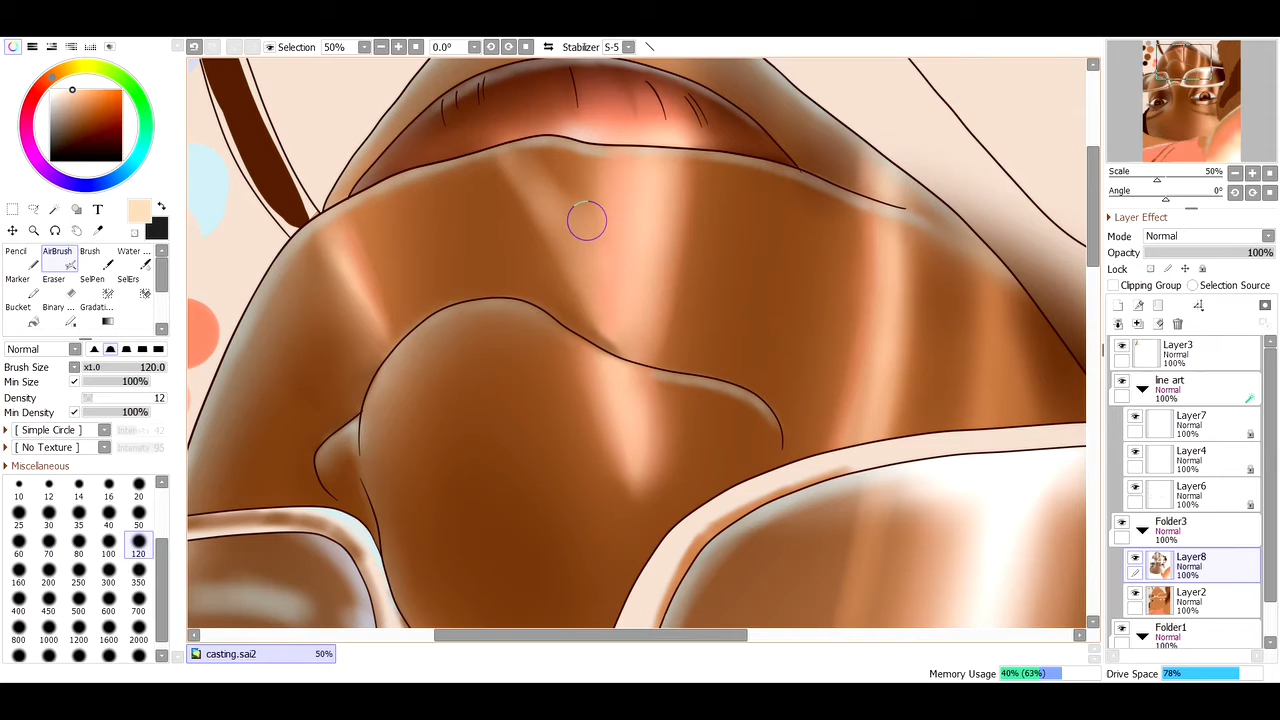 Selection 50% 0.0° Stabilizer S-5
T
Pencil AirBrush Brush Water ...
Marker Eraser SelPen SelErs
Bucket Binary ... Gradati...
Normal
Brush Size x1.0 120.0
Min Size 100%
Density 12
Min Density 100%
[ Simple Circle ] Intensity 42
[ No Texture ] Intensity 95
Miscellaneous
10 12 14 16 20
25 30 35 40 50
60 70 80 100 120
160 200 250 300 350
400 450 500 600 700
800 1000 1200 1600 2000
casting.sai2 50%
Scale 50%
Angle 0°
Layer Effect
Mode Normal
Opacity 100%
Lock
Clipping Group Selection Source
Layer3
Normal
100%
line art
Normal
100%
Layer7
Normal
100%
Layer4
Normal
100%
Layer6
Normal
100%
Folder3
Normal
100%
Layer8
Normal
100%
Layer2
Normal
100%
Folder1
Normal
Memory Usage 40% (63%) Drive Space 78%